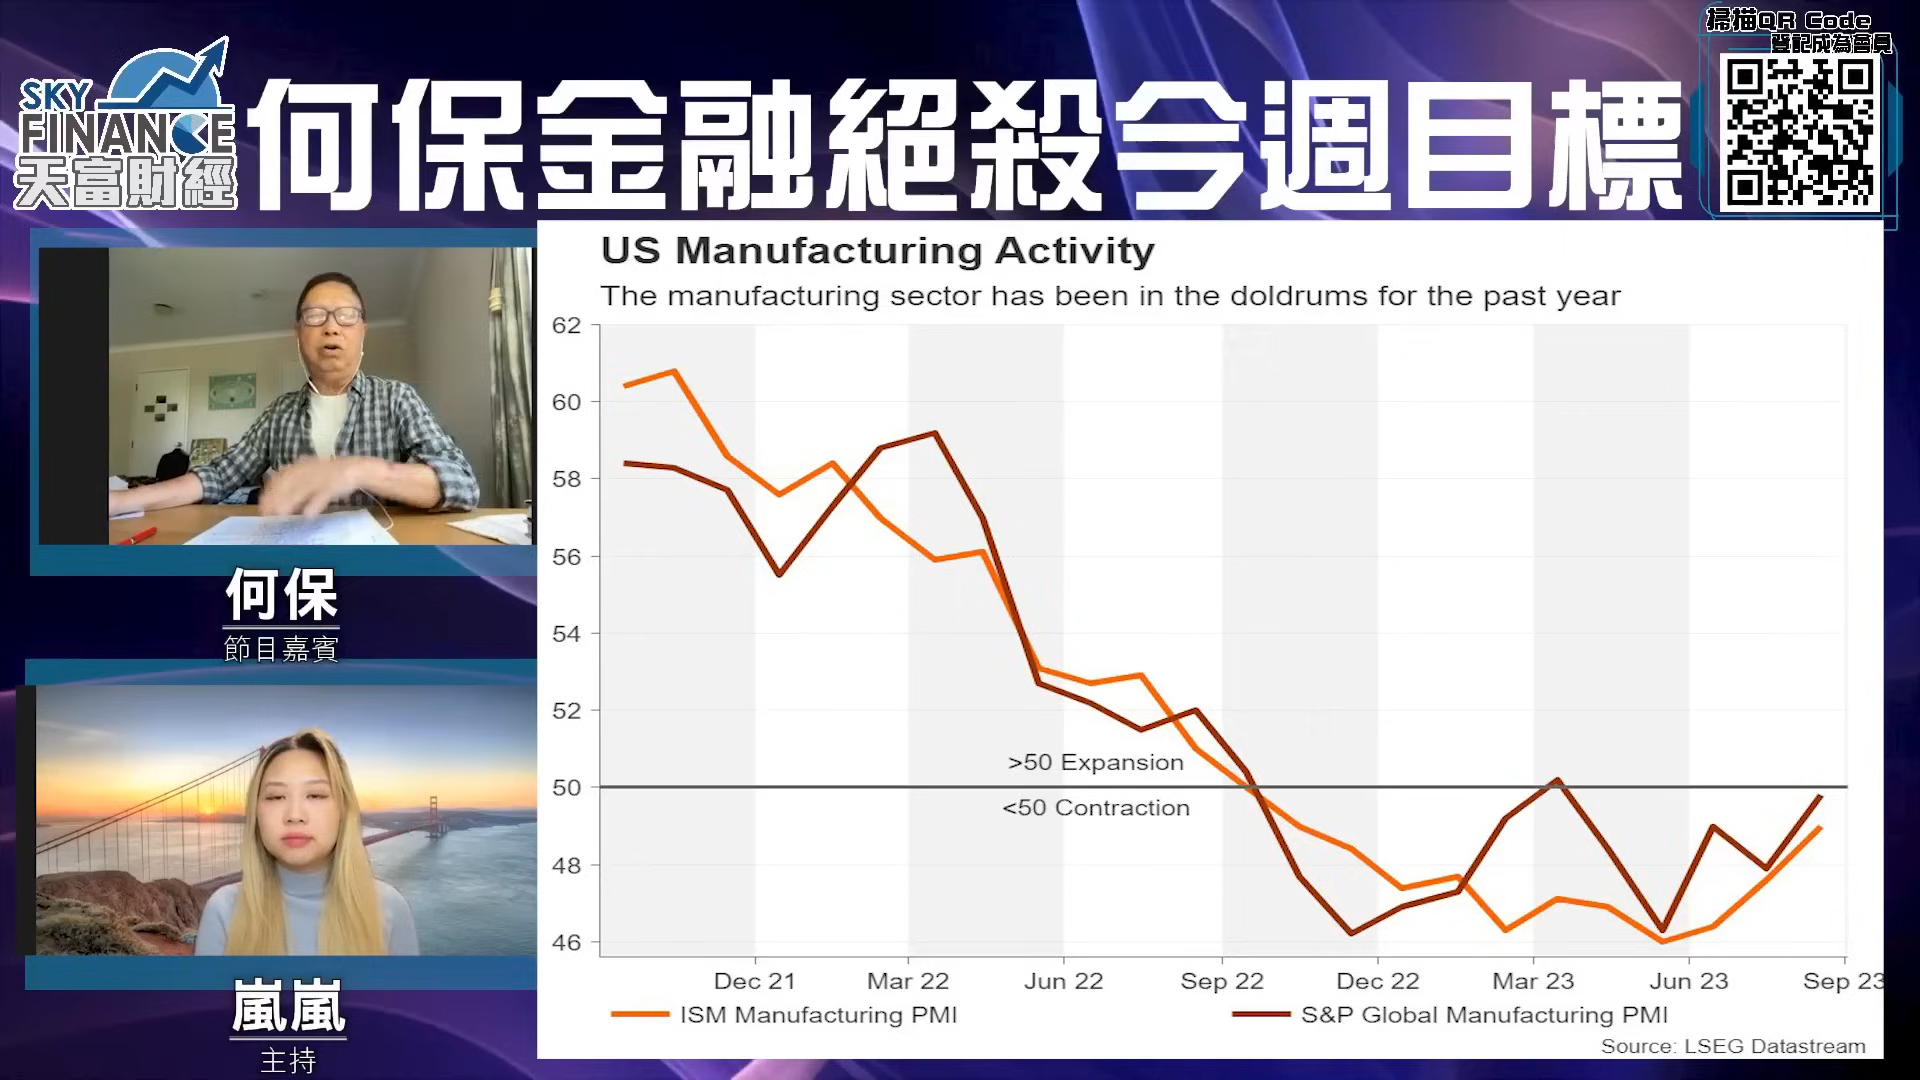 掃描QR Code
登記成為會員
SKY
FINANCE
天富財經
何保金融絕殺今週目標
何保
節目嘉賓
嵐嵐
主持
US Manufacturing Activity
The manufacturing sector has been in the doldrums for the past year
62
60
58
56
54
52
50
48
46
>50 Expansion
<50 Contraction
Dec 21 Mar 22 Jun 22 Sep 22 Dec 22 Mar 23 Jun 23 Sep 23
ISM Manufacturing PMI S&P Global Manufacturing PMI
Source: LSEG Datastream